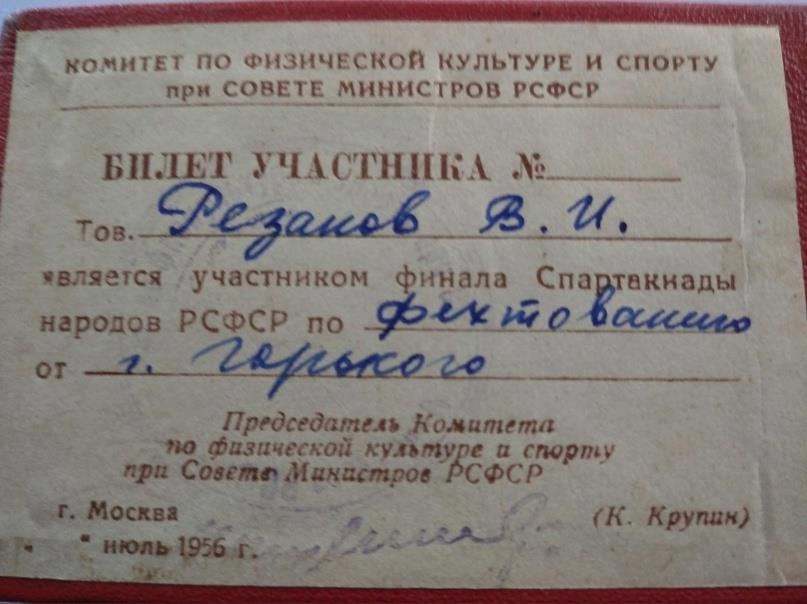 КОМИТЕТ ПО ФИЗИЧЕСКОЙ КУЛЬТУРЕ И СПОРТУ
при СОВЕТЕ МИНИСТРОВ РСФСР
БИЛЕТ УЧАСТНИКА №
Тов. Резанов В. И.
является участником финала Спартакиады
народов РСФСР по фехтованию
от г. Горького
Председатель Комитета
по физической культуре и спорту
при Совете Министров РСФСР
г. Москва (К. Крупин)
" " июль 1956 г.